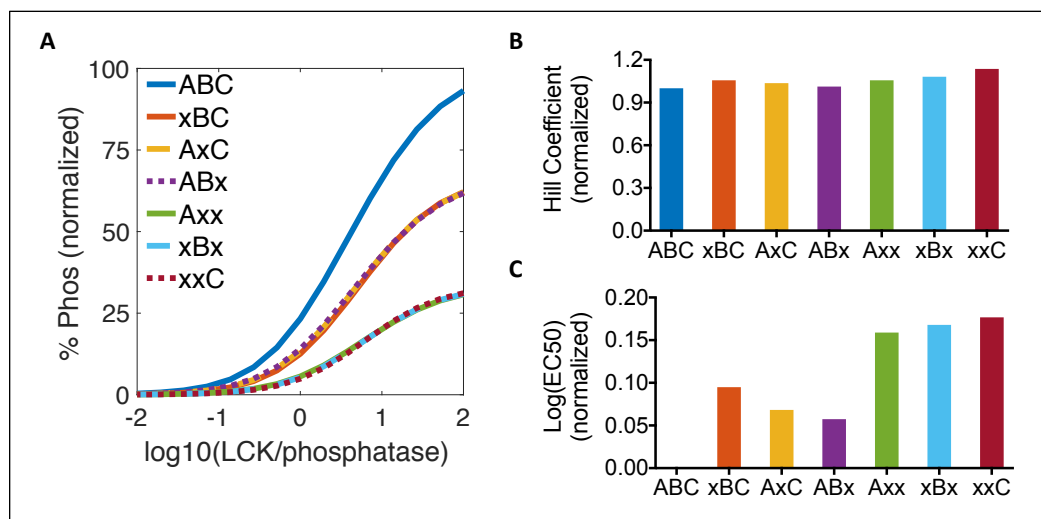 A
% Phos (normalized)
100
75
50
25
0
-2 -1 0 1 2
log10(LCK/phosphatase)
ABC
xBC
AxC
ABx
Axx
xBx
xxC
B
Hill Coefficient
(normalized)
1.2
0.9
0.6
0.3
0.0
ABC xBC AxC ABx Axx xBx xxC
C
Log(EC50)
(normalized)
0.20
0.15
0.10
0.05
0.00
ABC xBC AxC ABx Axx xBx xxC